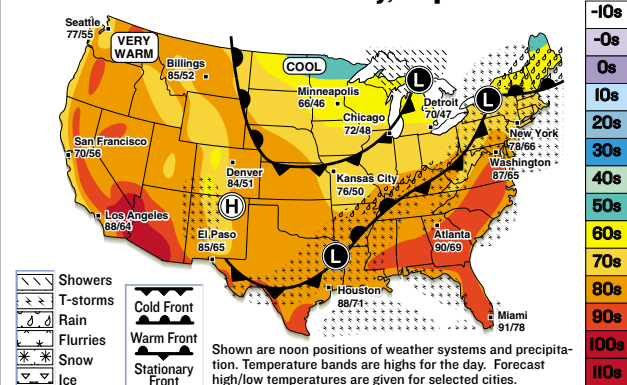 Seattle
77/55
VERY
WARM
Billings
85/52
COOL
Minneapolis
66/46
L
Detroit
70/47
L
Chicago
72/48
New York
78/66
San Francisco
70/56
Washington
87/65
Denver
84/51
Kansas City
76/50
H
Los Angeles
88/64
El Paso
85/65
Atlanta
90/69
L
Houston
88/71
Miami
91/78
Showers
T-storms
Rain
Flurries
Snow
Ice
Cold Front
Warm Front
Stationary
Front
Shown are noon positions of weather systems and precipita-
tion. Temperature bands are highs for the day. Forecast
high/low temperatures are given for selected cities.
-10s
-0s
0s
10s
20s
30s
40s
50s
60s
70s
80s
90s
100s
110s